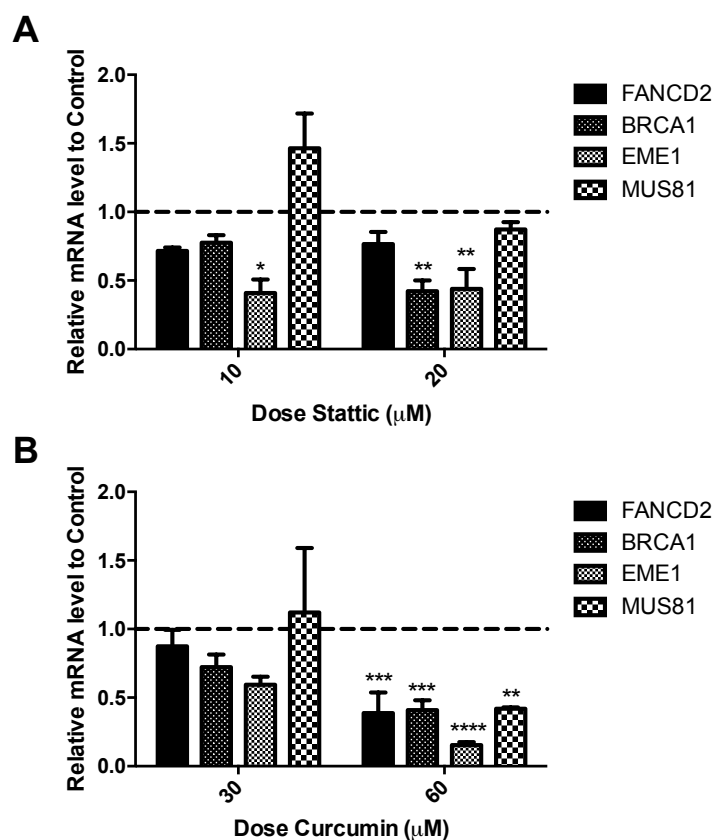 A
Relative mRNA level to Control
2.0
1.5
1.0
0.5
0.0
*
**
**
10
20
Dose Stattic (μM)
FANCD2
BRCA1
EME1
MUS81
B
Relative mRNA level to Control
2.0
1.5
1.0
0.5
0.0
***
***
****
**
30
60
Dose Curcumin (μM)
FANCD2
BRCA1
EME1
MUS81